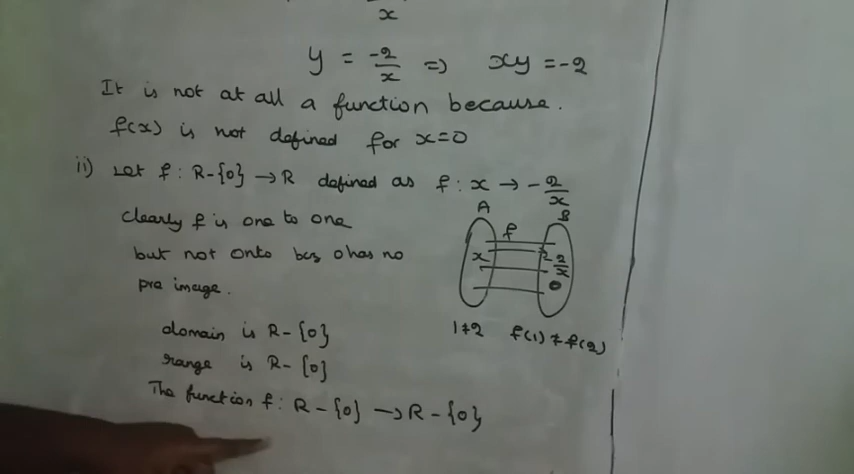 x
y = -2/x => xy = -2
It is not at all a function because.
f(x) is not defined for x=0
ii) Let f : R-{0} → R defined as f : x → -2/x
clearly f is one to one
but not onto bcz 0 has no
pre image.
A B
f
x 2/x
0
1≠2 f(1) ≠ f(2)
domain is R-{0}
range is R-{0}
The function f : R-{0} → R-{0}